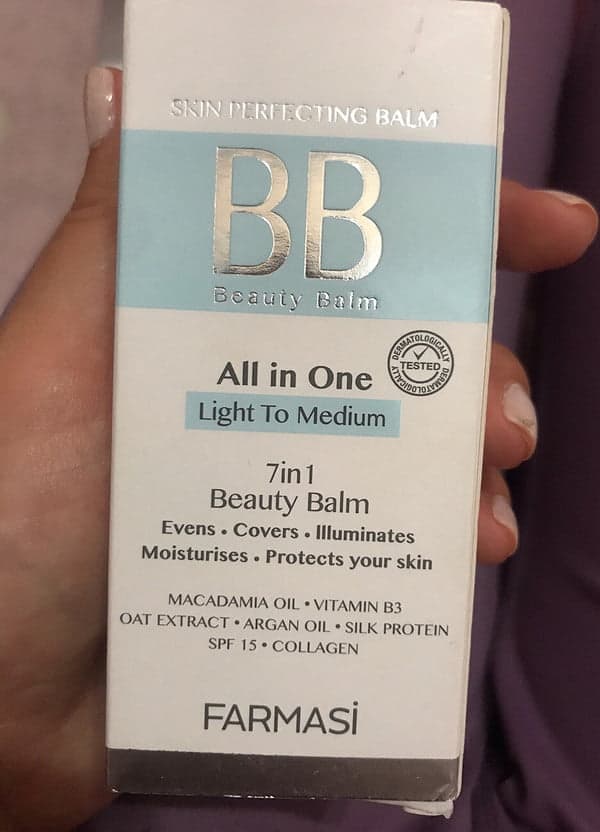 SKIN PERFECTING BALM
BB
Beauty Balm
DERMATOLOGICALLY
TESTED
DERMATOLOGICALLY
All in One
Light To Medium
7in1
Beauty Balm
Evens • Covers • Illuminates
Moisturises • Protects your skin
MACADAMIA OIL • VITAMIN B3
OAT EXTRACT • ARGAN OIL • SILK PROTEIN
SPF 15 • COLLAGEN
FARMASİ